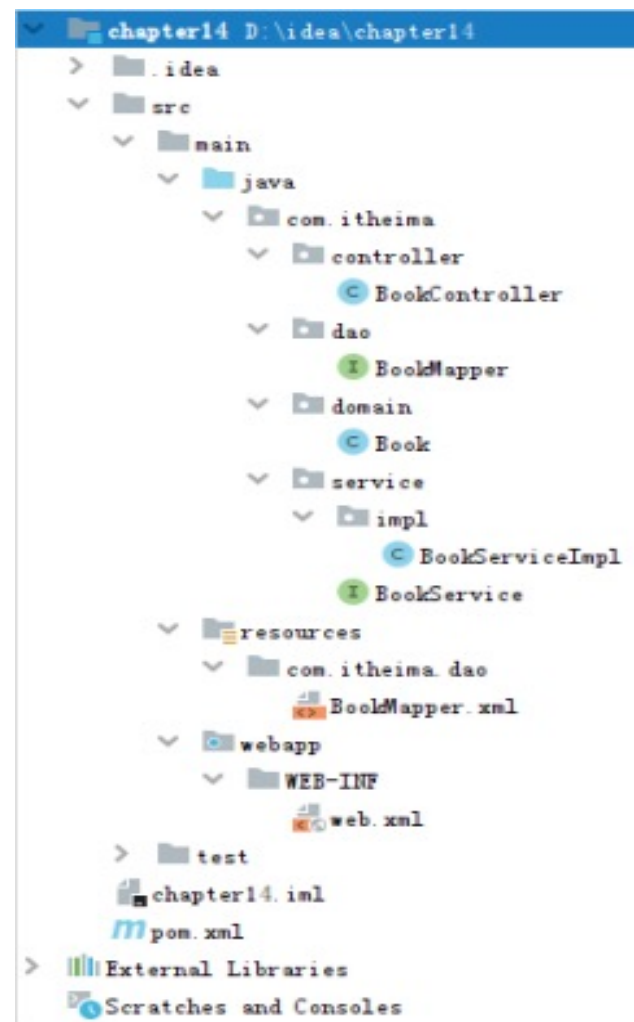 chapter14 D:\idea\chapter14
.idea
src
main
java
com.itheima
controller
C BookController
dao
I BookMapper
domain
C Book
service
impl
C BookServiceImpl
I BookService
resources
com.itheima.dao
BookMapper.xml
webapp
WEB-INF
web.xml
test
chapter14.iml
m pom.xml
External Libraries
Scratches and Consoles